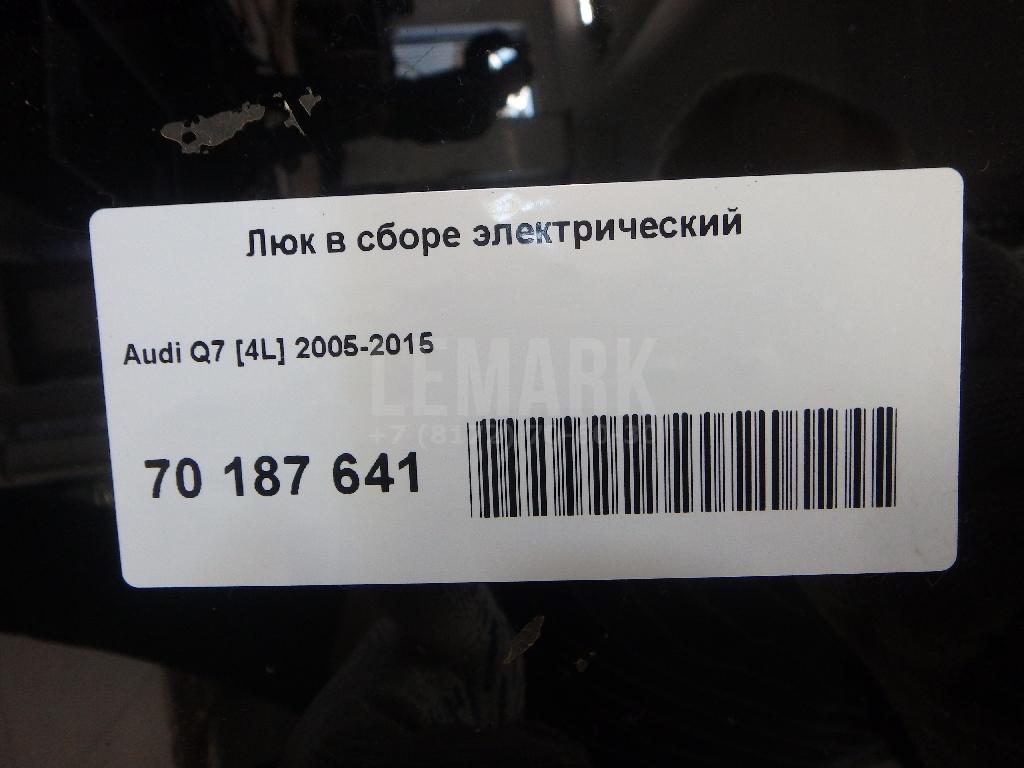 Люк в сборе электрический
Audi Q7 [4L] 2005-2015
LEMARK
70 187 641